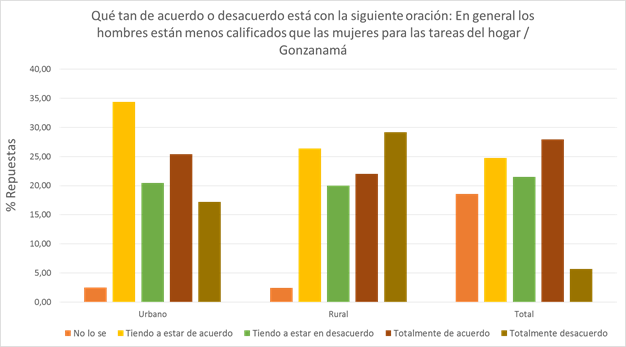 Qué tan de acuerdo o desacuerdo está con la siguiente oración: En general los
hombres están menos calificados que las mujeres para las tareas del hogar /
Gonzanamá
% Repuestas
40,00
35,00
30,00
25,00
20,00
15,00
10,00
5,00
0,00
Urbano Rural Total
No lo se Tiendo a estar de acuerdo Tiendo a estar en desacuerdo Totalmente de acuerdo Totalmente desacuerdo